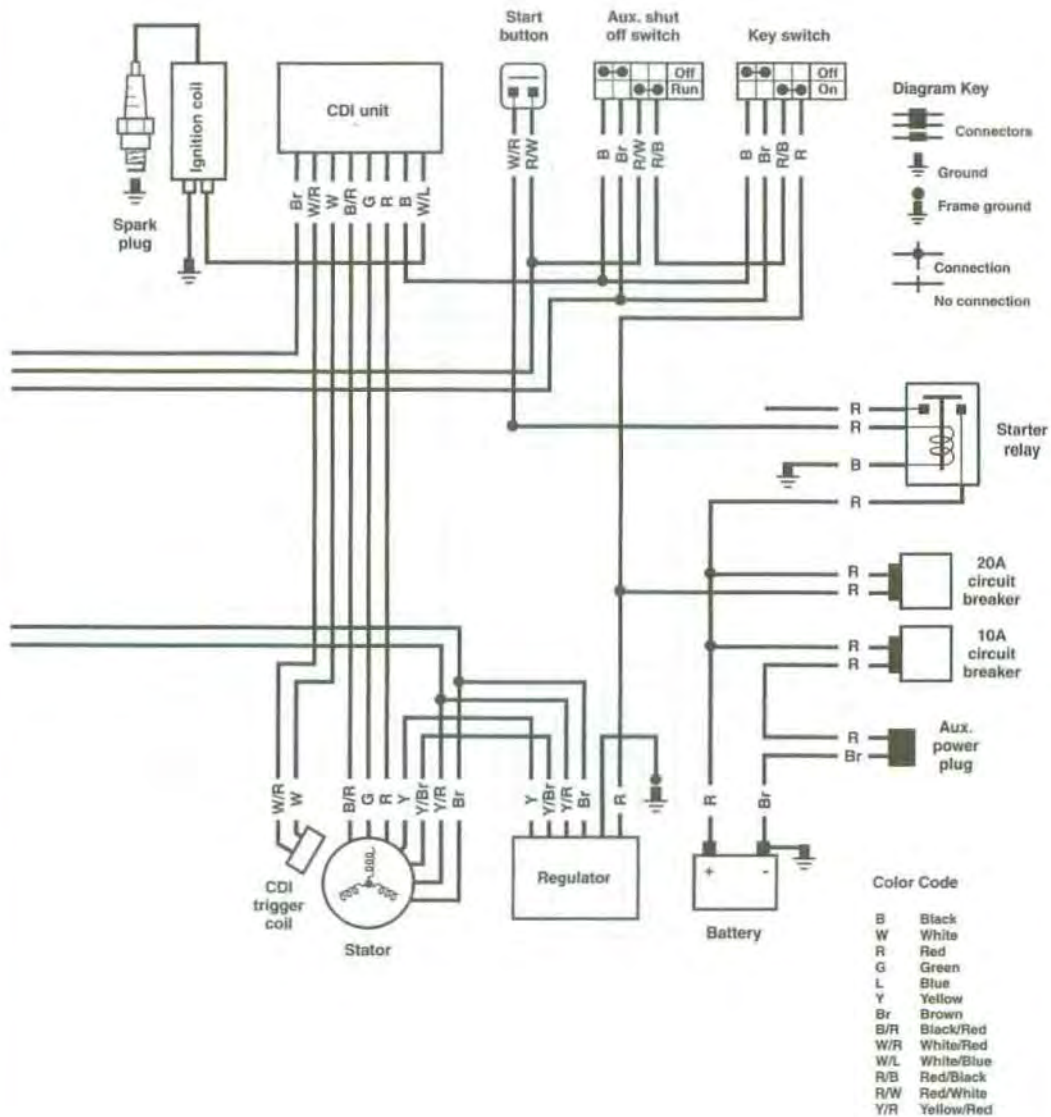 Start
button
Aux. shut
off switch
Key switch
Off
Run
Off
On
Ignition coil
CDI unit
Spark
plug
Br
W/R
W
B/R
G
R
B
W/L
W/R
R/W
B
Br
R/W
R/B
B
Br
R/B
R
Diagram Key
Connectors
Ground
Frame ground
Connection
No connection
R
R
B
R
Starter
relay
R
R
20A
circuit
breaker
R
R
10A
circuit
breaker
R
Br
Aux.
power
plug
W/R
W
B/R
G
R
Y
Y/Br
Y/R
Br
Y
Y/Br
Y/R
Br
R
R
Br
CDI
trigger
coil
Stator
Regulator
+
-
Battery
Color Code
B Black
W White
R Red
G Green
L Blue
Y Yellow
Br Brown
B/R Black/Red
W/R White/Red
W/L White/Blue
R/B Red/Black
R/W Red/White
Y/R Yellow/Red